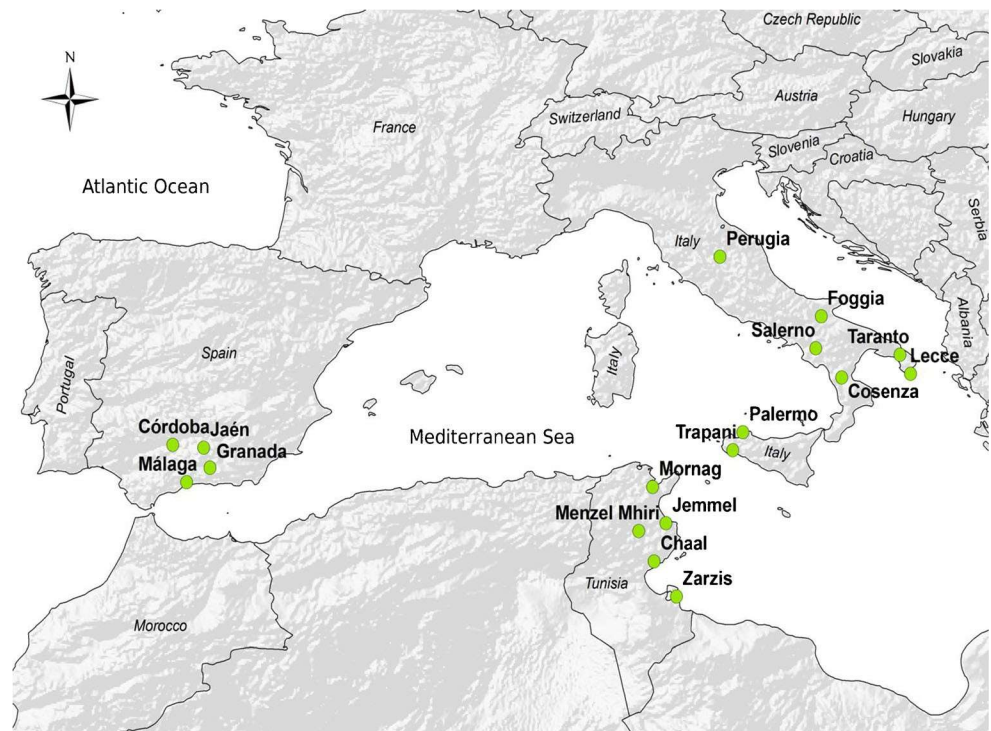 Czech Republic
N
Slovakia
Austria
Switzerland
Hungary
France
Slovenia
Croatia
Atlantic Ocean
Serbia
Italy
Perugia
Foggia
Albania
Salerno
Taranto
Lecce
Spain
Italy
Portugal
Cosenza
Palermo
Córdoba
Jaén
Trapani
Mediterranean Sea
Granada
Italy
Málaga
Mornag
Jemmel
Menzel Mhiri
Chaal
Tunisia
Zarzis
Morocco